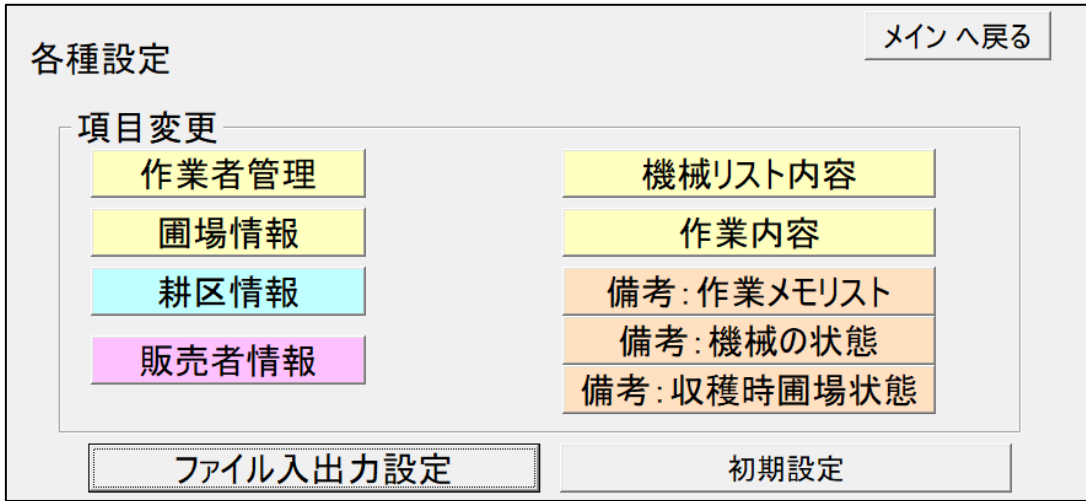 メイン へ戻る
各種設定
項目変更
作業者管理
圃場情報
耕区情報
販売者情報
機械リスト内容
作業内容
備考：作業メモリスト
備考：機械の状態
備考：収穫時圃場状態
ファイル入出力設定
初期設定